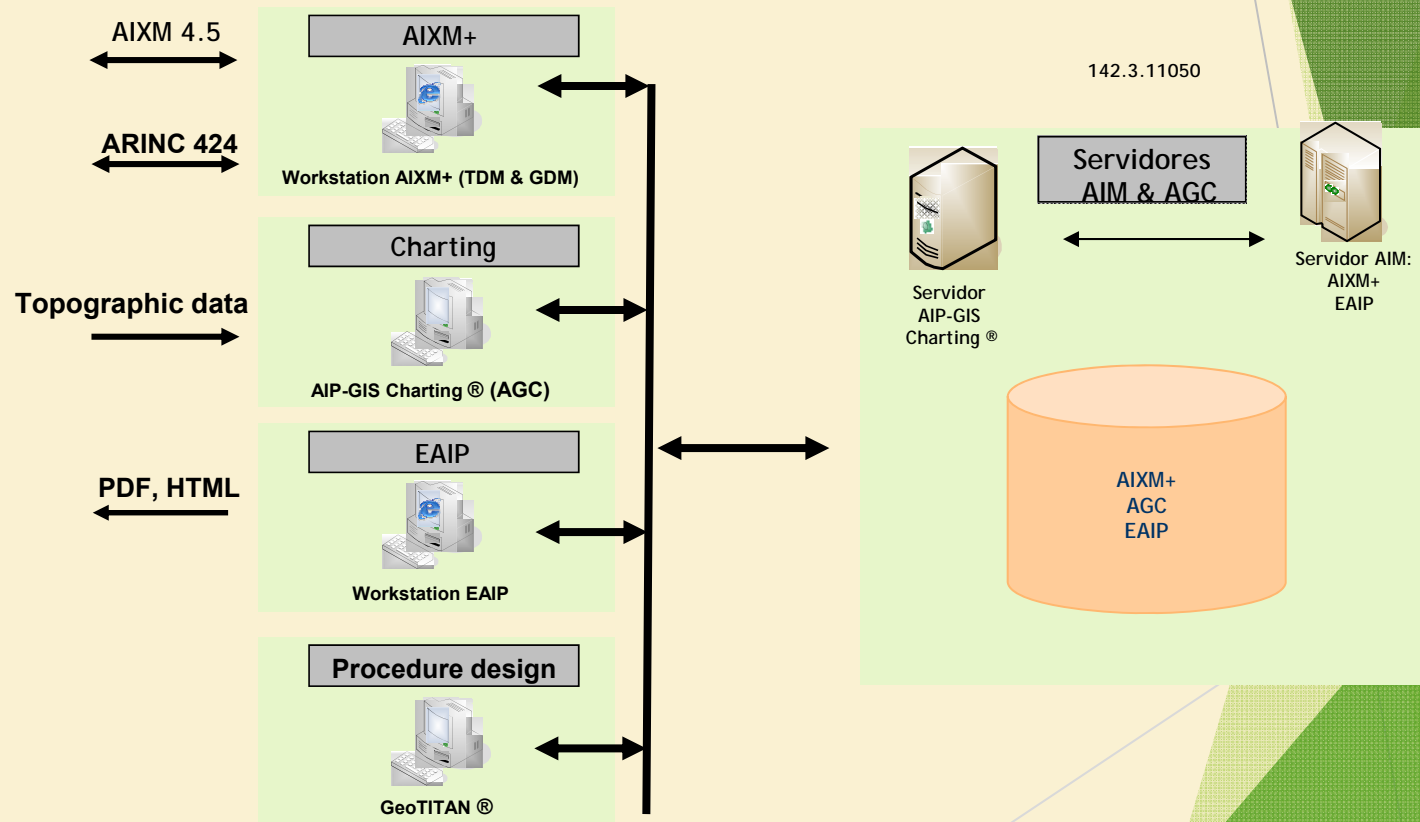 AIXM 4.5
ARINC 424
Topographic data
PDF, HTML
AIXM+
Workstation AIXM+ (TDM & GDM)
Charting
AIP-GIS Charting ® (AGC)
EAIP
Workstation EAIP
Procedure design
GeoTITAN ®
142.3.11050
Servidores
AIM & AGC
Servidor
AIP-GIS
Charting ®
Servidor AIM:
AIXM+
EAIP
AIXM+
AGC
EAIP